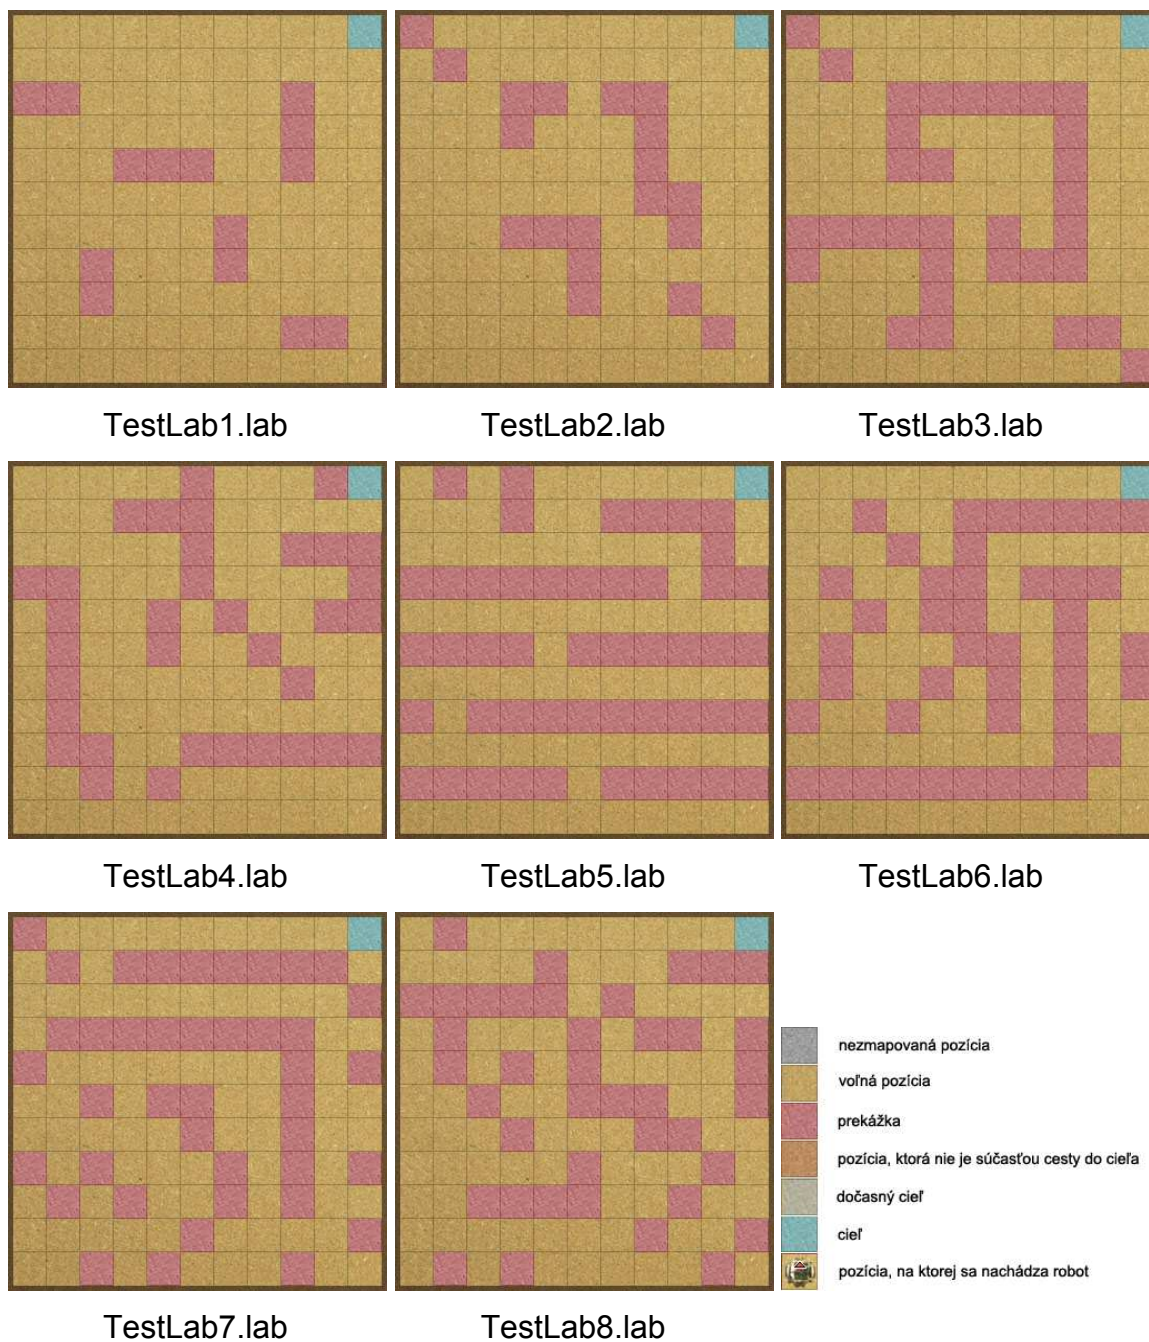 TestLab1.lab
TestLab2.lab
TestLab3.lab
TestLab4.lab
TestLab5.lab
TestLab6.lab
nezmapovaná pozícia
voľná pozícia
prekážka
pozícia, ktorá nie je súčasťou cesty do cieľa
dočasný cieľ
cieľ
pozícia, na ktorej sa nachádza robot
TestLab7.lab
TestLab8.lab